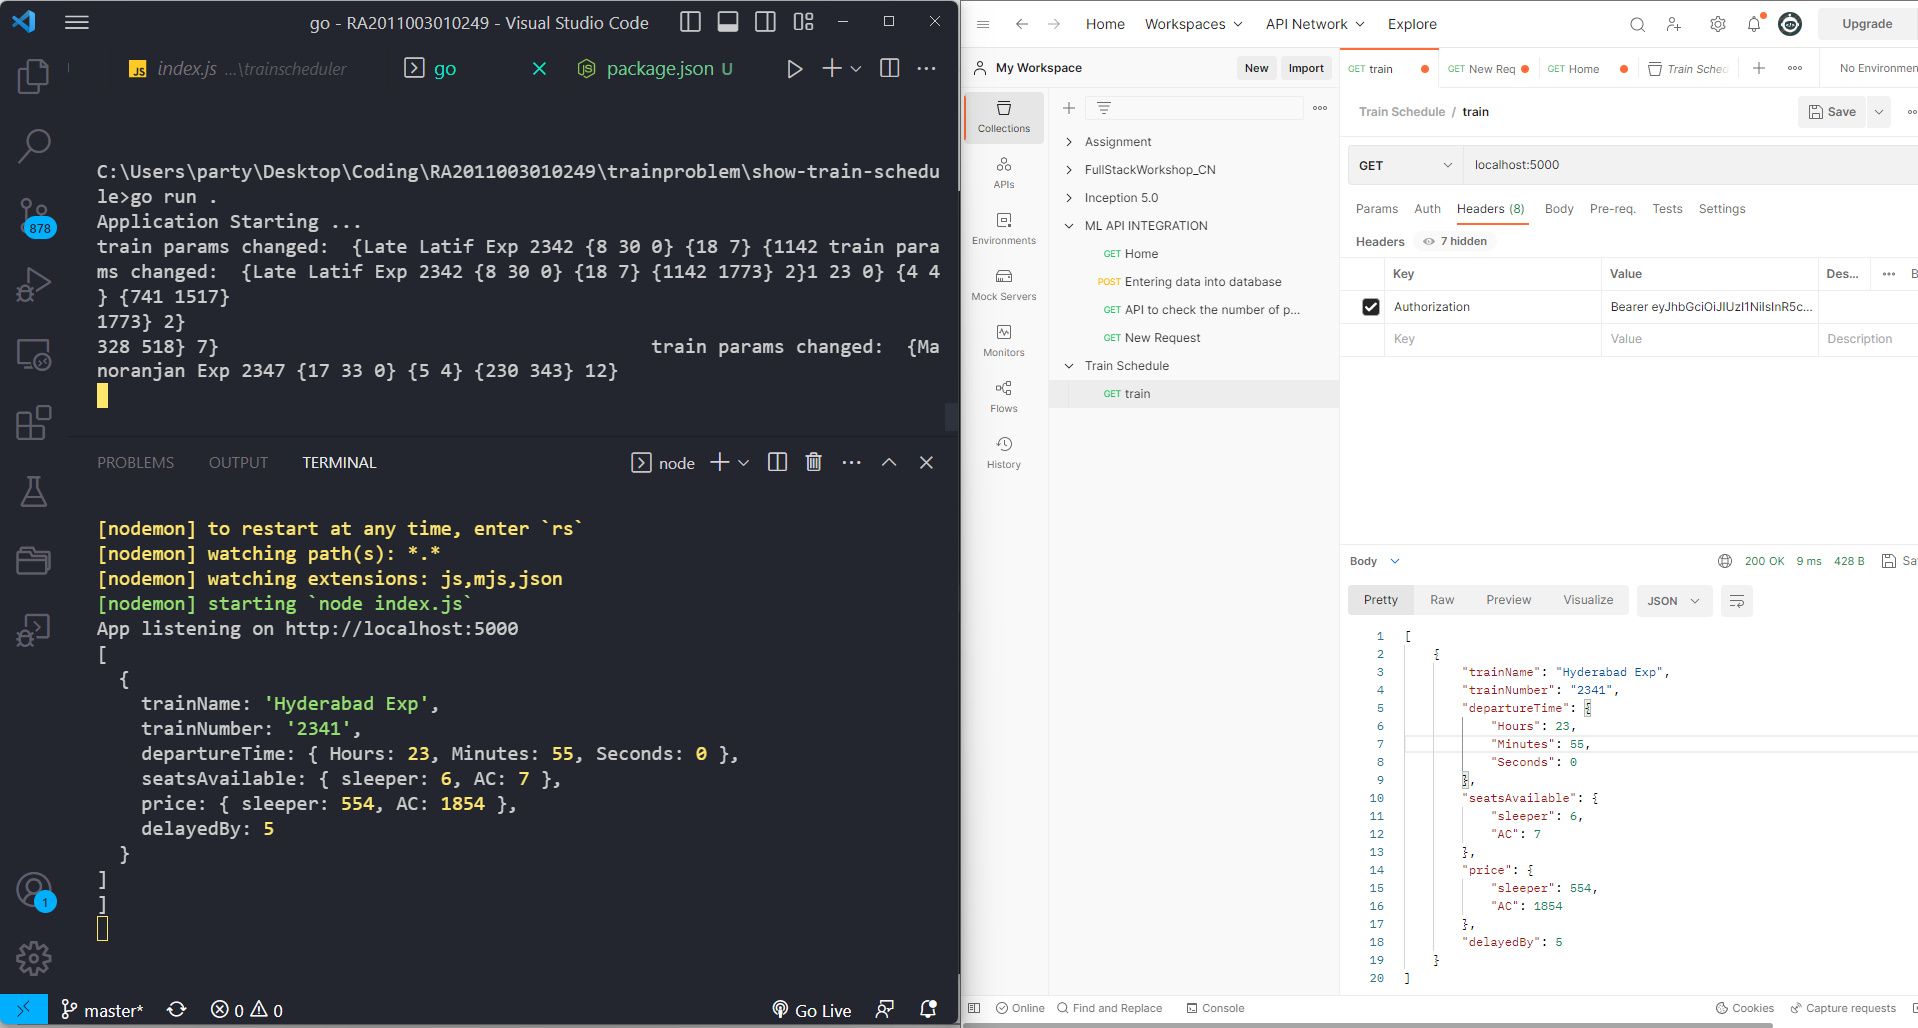 go - RA2011003010249 - Visual Studio Code
index.js ...\trainscheduler
go
package.json U
C:\Users\party\Desktop\Coding\RA2011003010249\trainproblem\show-train-schedu
le>go run .
Application Starting ...
train params changed:  {Late Latif Exp 2342 {8 30 0} {18 7} {1142 train para
ms changed:  {Late Latif Exp 2342 {8 30 0} {18 7} {1142 1773} 2}1 23 0} {4 4
} {741 1517}
1773} 2}
328 518} 7}                                       train params changed:  {Ma
noranjan Exp 2347 {17 33 0} {5 4} {230 343} 12}
PROBLEMS OUTPUT TERMINAL
node
[nodemon] to restart at any time, enter `rs`
[nodemon] watching path(s): *.*
[nodemon] watching extensions: js,mjs,json
[nodemon] starting `node index.js`
App listening on http://localhost:5000
[
{
trainName: 'Hyderabad Exp',
trainNumber: '2341',
departureTime: { Hours: 23, Minutes: 55, Seconds: 0 },
seatsAvailable: { sleeper: 6, AC: 7 },
price: { sleeper: 554, AC: 1854 },
delayedBy: 5
}
]
]
878
1
master* 0 0 Go Live
Home Workspaces API Network Explore Upgrade
My Workspace New Import
GET train GET New Req GET Home Train Sched No Environmen
Collections
APIs
Environments
Mock Servers
Monitors
Flows
History
Assignment
FullStackWorkshop_CN
Inception 5.0
ML API INTEGRATION
GET Home
POST Entering data into database
GET API to check the number of p...
GET New Request
Train Schedule
GET train
Train Schedule / train Save
GET localhost:5000
Params Auth Headers (8) Body Pre-req. Tests Settings
Headers 7 hidden
Key Value Des... B
Authorization Bearer eyJhbGciOiJIUzI1NiIsInR5c...
Key Value Description
Body 200 OK 9 ms 428 B Sa
Pretty Raw Preview Visualize JSON
1 [
2 {
3 "trainName": "Hyderabad Exp",
4 "trainNumber": "2341",
5 "departureTime": {
6 "Hours": 23,
7 "Minutes": 55,
8 "Seconds": 0
9 },
10 "seatsAvailable": {
11 "sleeper": 6,
12 "AC": 7
13 },
14 "price": {
15 "sleeper": 554,
16 "AC": 1854
17 },
18 "delayedBy": 5
19 }
20 ]
Online Find and Replace Console Cookies Capture requests